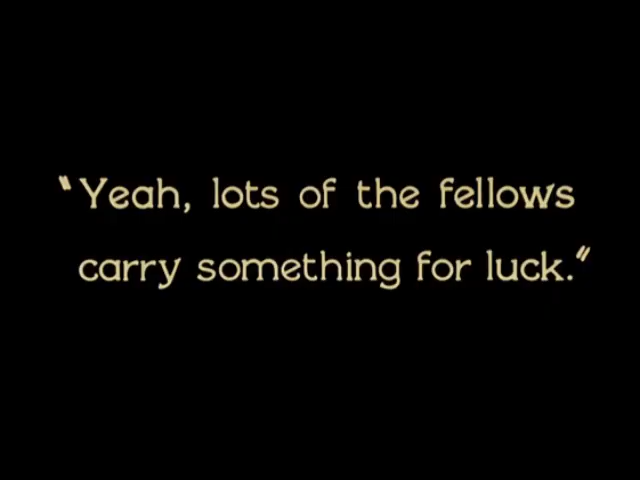 "Yeah, lots of the fellows
carry something for luck."